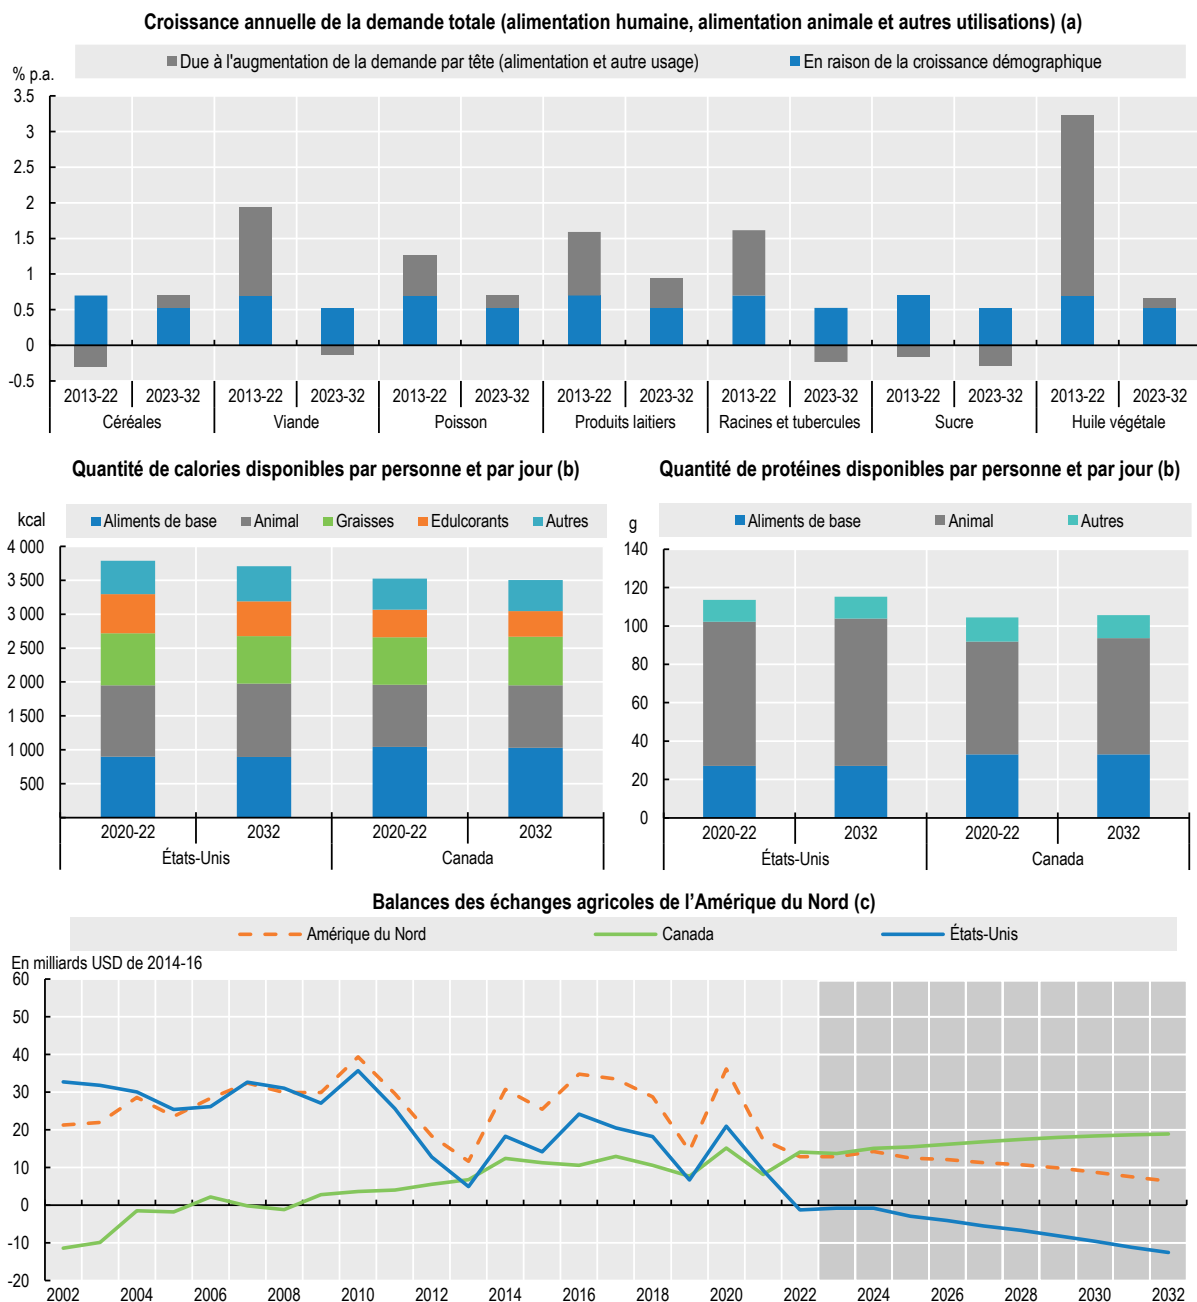 Croissance annuelle de la demande totale (alimentation humaine, alimentation animale et autres utilisations) (a)
Due à l'augmentation de la demande par tête (alimentation et autre usage) En raison de la croissance démographique
% p.a.
3.5
3
2.5
2
1.5
1
0.5
0
-0.5
2013-22 2023-32 2013-22 2023-32 2013-22 2023-32 2013-22 2023-32 2013-22 2023-32 2013-22 2023-32 2013-22 2023-32
Céréales Viande Poisson Produits laitiers Racines et tubercules Sucre Huile végétale
Quantité de calories disponibles par personne et par jour (b)
kcal
Aliments de base Animal Graisses Edulcorants Autres
4 000
3 500
3 000
2 500
2 000
1 500
1 000
500
2020-22 2032 2020-22 2032
États-Unis Canada
Quantité de protéines disponibles par personne et par jour (b)
g
Aliments de base Animal Autres
140
120
100
80
60
40
20
0
2020-22 2032 2020-22 2032
États-Unis Canada
Balances des échanges agricoles de l’Amérique du Nord (c)
Amérique du Nord Canada États-Unis
En milliards USD de 2014-16
60
50
40
30
20
10
0
-10
-20
2002 2004 2006 2008 2010 2012 2014 2016 2018 2020 2022 2024 2026 2028 2030 2032